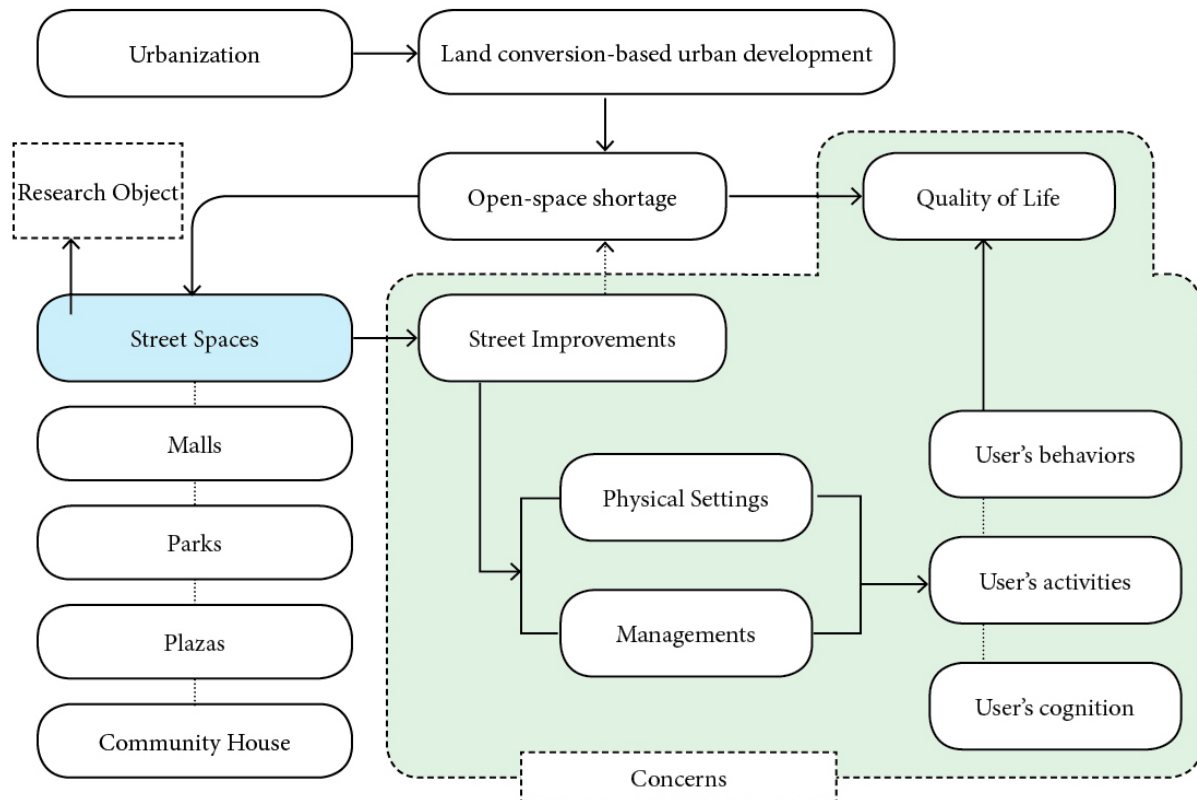 Urbanization
Land conversion-based urban development
Research Object
Open-space shortage
Quality of Life
Street Spaces
Street Improvements
Malls
User’s behaviors
Physical Settings
Parks
User’s activities
Plazas
Managements
User’s cognition
Community House
Concerns